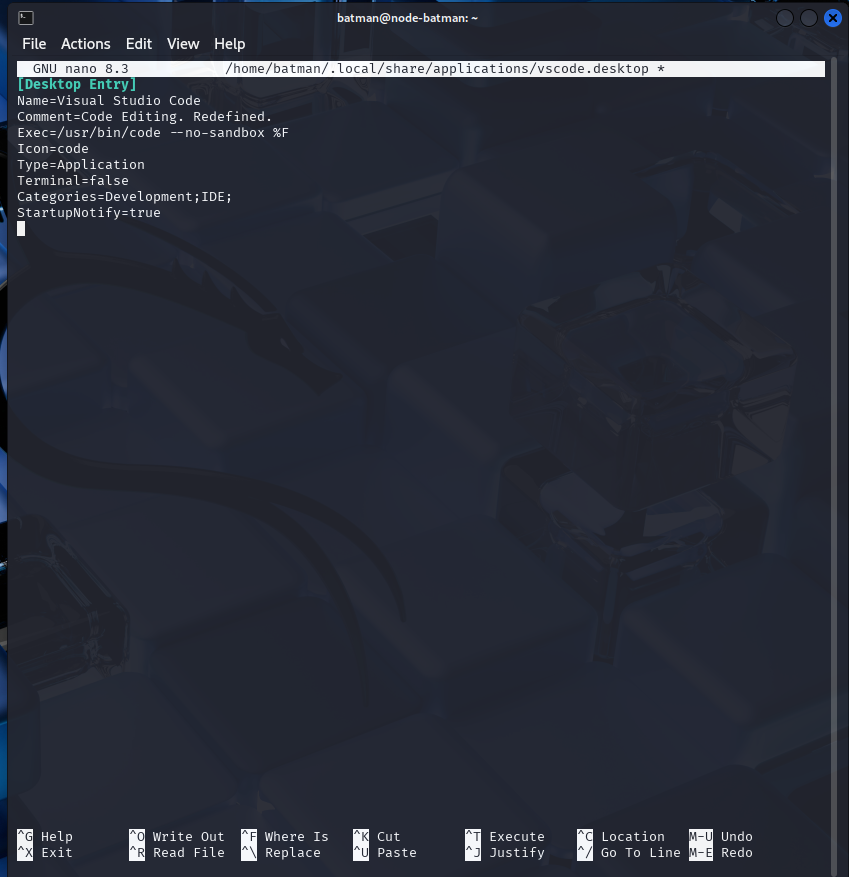 batman@node-batman: ~
File Actions Edit View Help
GNU nano 8.3 /home/batman/.local/share/applications/vscode.desktop *
[Desktop Entry]
Name=Visual Studio Code
Comment=Code Editing. Redefined.
Exec=/usr/bin/code --no-sandbox %F
Icon=code
Type=Application
Terminal=false
Categories=Development;IDE;
StartupNotify=true
^G Help ^O Write Out ^F Where Is ^K Cut ^T Execute ^C Location M-U Undo
^X Exit ^R Read File ^\ Replace ^U Paste ^J Justify ^/ Go To Line M-E Redo